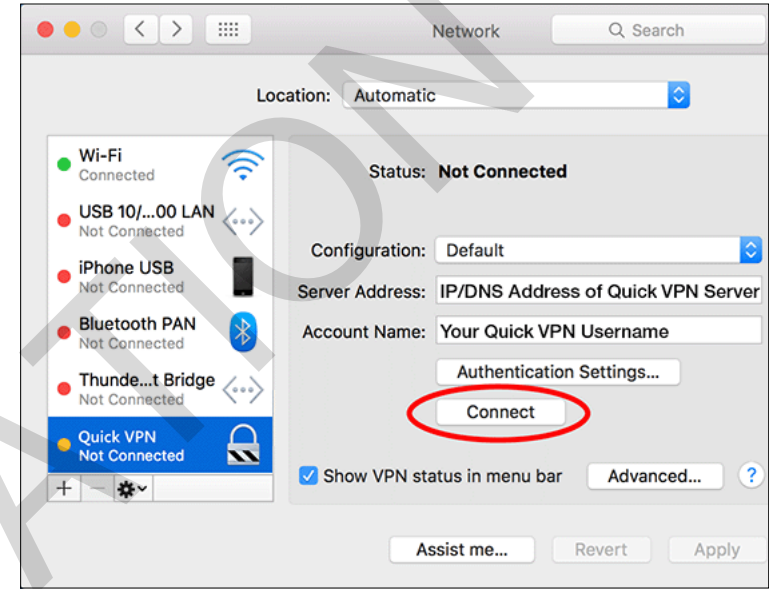 Network
Search
Location: Automatic
Wi-Fi
Connected
USB 10/...00 LAN
Not Connected
iPhone USB
Not Connected
Bluetooth PAN
Not Connected
Thunde...t Bridge
Not Connected
Quick VPN
Not Connected
Status: Not Connected
Configuration: Default
Server Address: IP/DNS Address of Quick VPN Server
Account Name: Your Quick VPN Username
Authentication Settings...
Connect
Show VPN status in menu bar
Advanced...
?
Assist me...
Revert
Apply
ATION